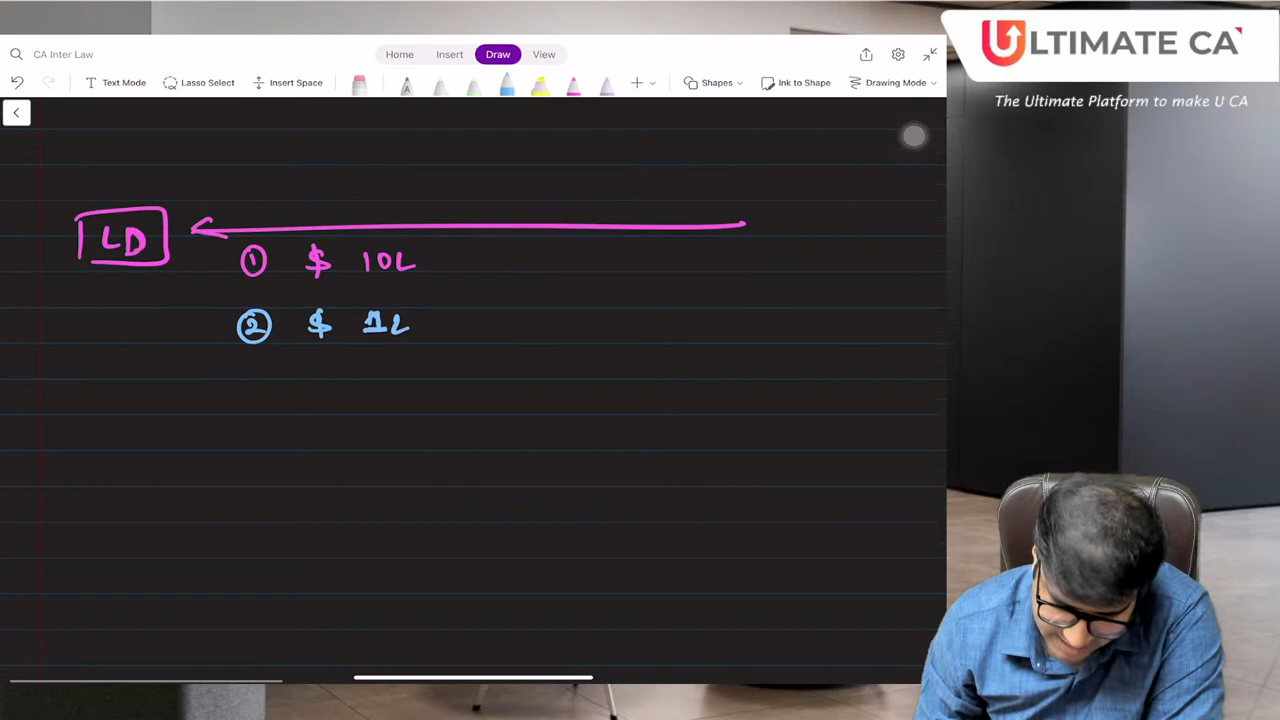 ULTIMATE CA
The Ultimate Platform to make U CA
CA Inter Law
Home Insert Draw View
Text Mode Lasso Select Insert Space Shapes Ink to Shape Drawing Mode
LD
① $ 10L
② $ 1L